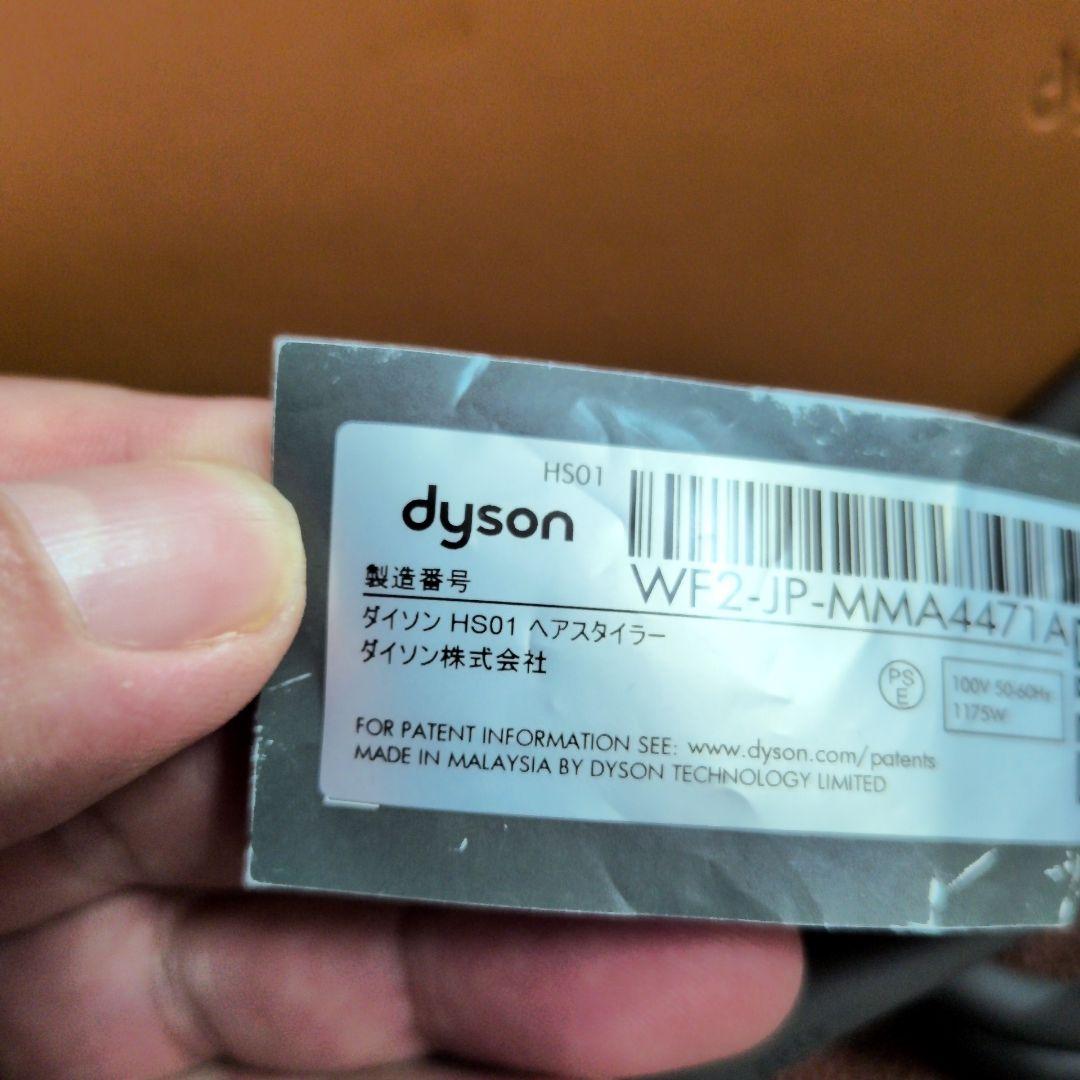 HS01
dyson
製造番号
WF2-JP-MMA4471A
ダイソン HS01 ヘアスタイラー
ダイソン株式会社
PS
E
100V 50-60Hz
1175W
FOR PATENT INFORMATION SEE: www.dyson.com/patents
MADE IN MALAYSIA BY DYSON TECHNOLOGY LIMITED